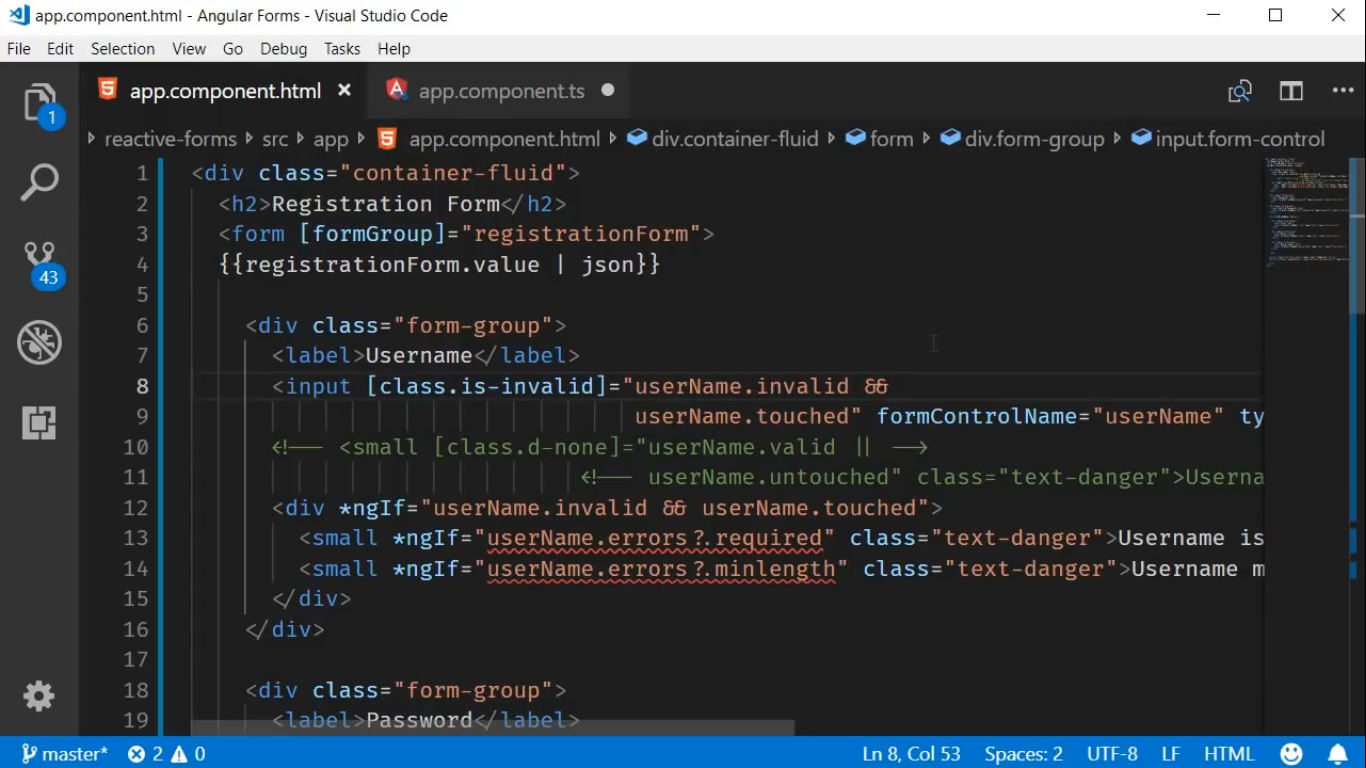 app.component.html - Angular Forms - Visual Studio Code
File Edit Selection View Go Debug Tasks Help
app.component.html app.component.ts
1
reactive-forms src app app.component.html div.container-fluid form div.form-group input.form-control
1 <div class="container-fluid">
2 <h2>Registration Form</h2>
3 <form [formGroup]="registrationForm">
4 {{registrationForm.value | json}}
5
6 <div class="form-group">
7 <label>Username</label>
8 <input [class.is-invalid]="userName.invalid &&
9 userName.touched" formControlName="userName" ty
10 <!-- <small [class.d-none]="userName.valid || -->
11 <!-- userName.untouched" class="text-danger">Userna
12 <div *ngIf="userName.invalid && userName.touched">
13 <small *ngIf="userName.errors?.required" class="text-danger">Username is
14 <small *ngIf="userName.errors?.minlength" class="text-danger">Username m
15 </div>
16 </div>
17
18 <div class="form-group">
19 <label>Password</label>
43
master* 2 0 Ln 8, Col 53 Spaces: 2 UTF-8 LF HTML